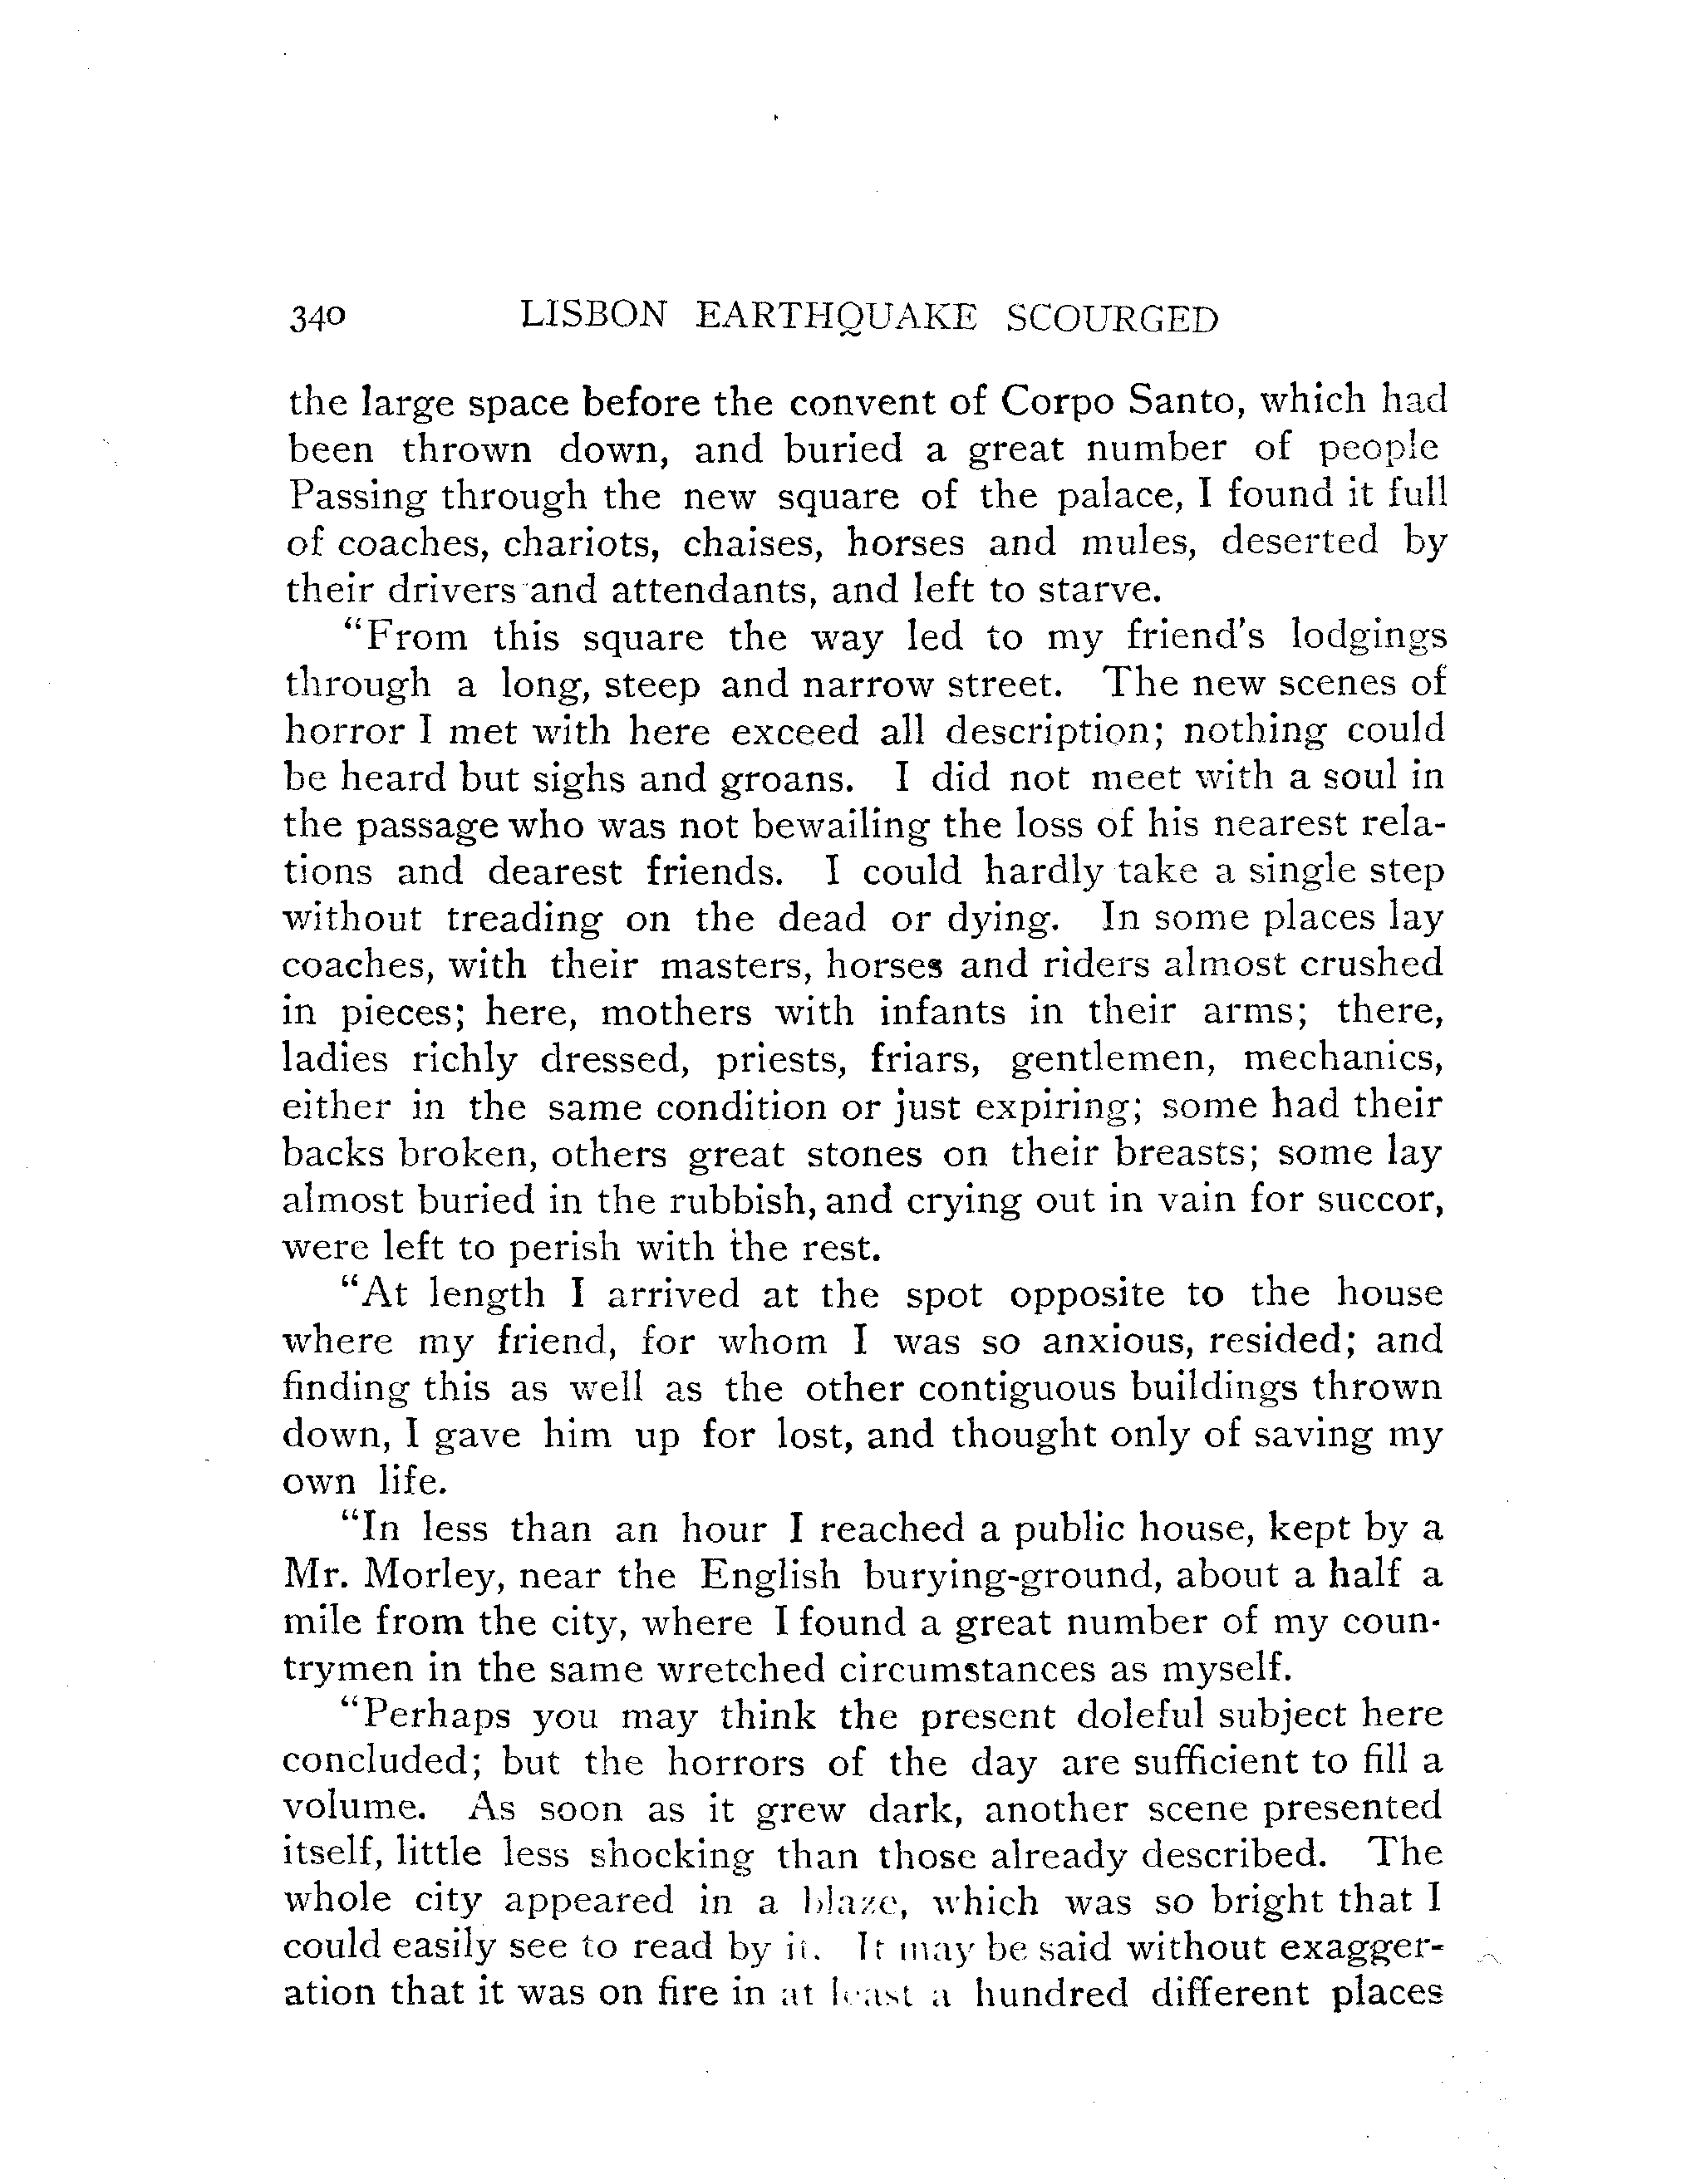 340 LISBON EARTHQUAKE SCOURGED
the large space before the convent of Corpo Santo, which had
been thrown down, and buried a great number of people
Passing through the new square of the palace, I found it full
of coaches, chariots, chaises, horses and mules, deserted by
their drivers and attendants, and left to starve.
“From this square the way led to my friend's lodgings
through a long, steep and narrow street. The new scenes of
horror I met with here exceed all description; nothing could
be heard but sighs and groans. I did not meet with a soul in
the passage who was not bewailing the loss of his nearest rela-
tions and dearest friends. I could hardly take a single step
without treading on the dead or dying. In some places lay
coaches, with their masters, horses and riders almost crushed
in pieces; here, mothers with infants in their arms; there,
ladies richly dressed, priests, friars, gentlemen, mechanics,
either in the same condition or just expiring; some had their
backs broken, others great stones on their breasts; some lay
almost buried in the rubbish, and crying out in vain for succor,
were left to perish with the rest.
“At length I arrived at the spot opposite to the house
where my friend, for whom I was so anxious, resided; and
finding this as well as the other contiguous buildings thrown
down, I gave him up for lost, and thought only of saving my
own life.
“In less than an hour I reached a public house, kept by a
Mr. Morley, near the English burying-ground, about a half a
mile from the city, where I found a great number of my coun-
trymen in the same wretched circumstances as myself.
“Perhaps you may think the present doleful subject here
concluded; but the horrors of the day are sufficient to fill a
volume. As soon as it grew dark, another scene presented
itself, little less shocking than those already described. The
whole city appeared in a blaze, which was so bright that I
could easily see to read by it. It may be said without exagger-
ation that it was on fire in at least a hundred different places